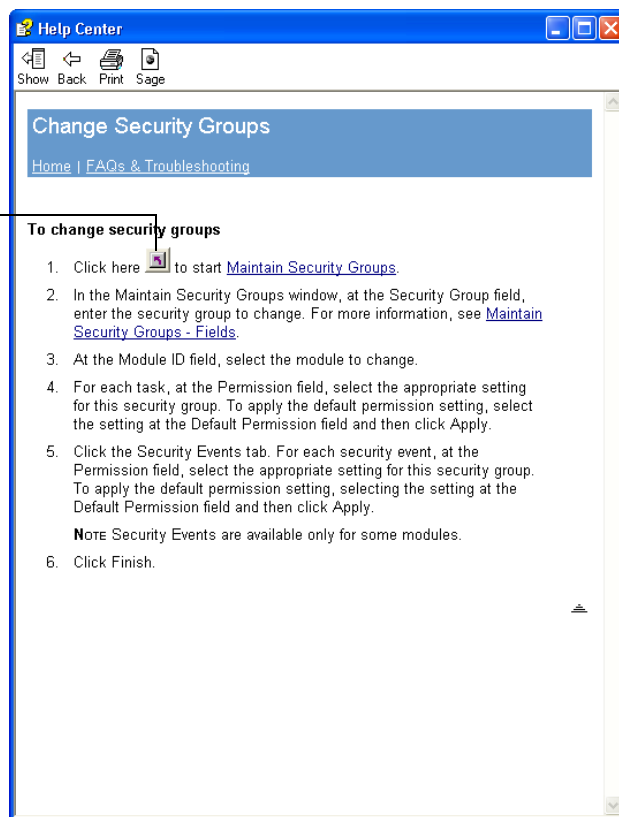 Help Center
Show Back Print Sage
Change Security Groups
Home | FAQs & Troubleshooting
To change security groups
1. Click here to start Maintain Security Groups.
2. In the Maintain Security Groups window, at the Security Group field,
enter the security group to change. For more information, see Maintain
Security Groups - Fields.
3. At the Module ID field, select the module to change.
4. For each task, at the Permission field, select the appropriate setting
for this security group. To apply the default permission setting, select
the setting at the Default Permission field and then click Apply.
5. Click the Security Events tab. For each security event, at the
Permission field, select the appropriate setting for this security group.
To apply the default permission setting, selecting the setting at the
Default Permission field and then click Apply.
NOTE Security Events are available only for some modules.
6. Click Finish.